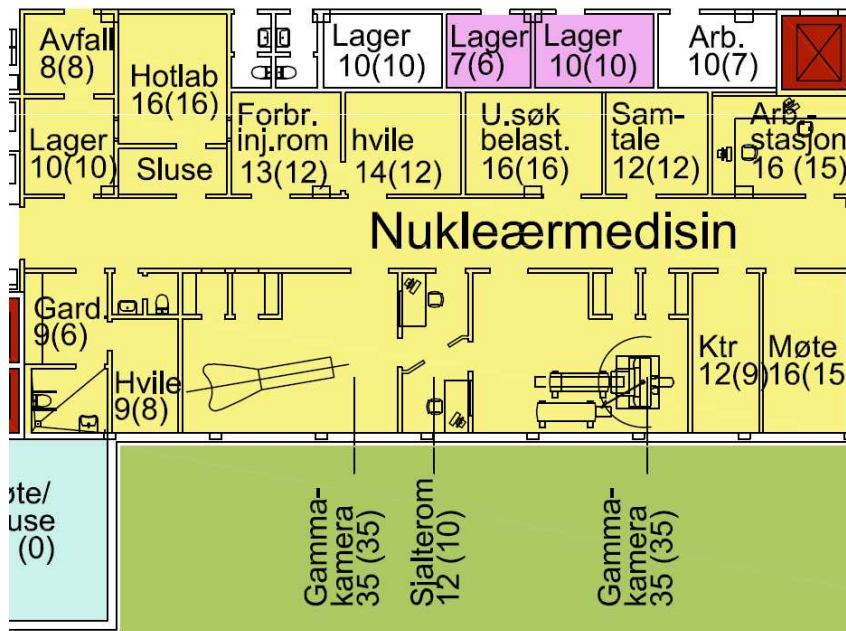 Avfall
8(8)
Hotlab
16(16)
Lager
10(10)
Lager
7(6)
Lager
10(10)
Arb.
10(7)
Lager
10(10)
Sluse
Forbr.
inj.rom
13(12)
hvile
14(12)
U.søk
belast.
16(16)
Sam-
tale
12(12)
Arb.-
stasjon
16 (15)
Nukleærmedisin
Gard.
9(6)
Hvile
9(8)
Ktr
12(9)
Møte
16(15
øte/
use
(0)
Gamma-
kamera
35 (35)
Sjalterom
12 (10)
Gamma-
kamera
35 (35)